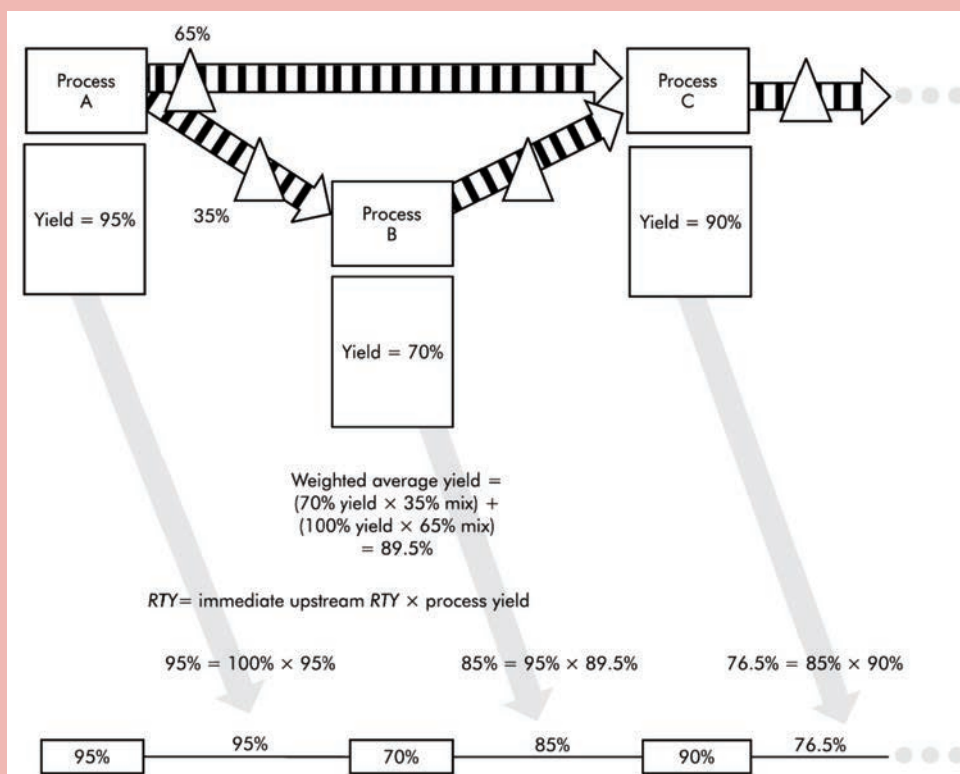 65%
Process
A
Process
C
35%
Process
B
Yield = 95%
Yield = 90%
Yield = 70%
Weighted average yield =
(70% yield × 35% mix) +
(100% yield × 65% mix)
= 89.5%
RTY= immediate upstream RTY × process yield
95% = 100% × 95%
85% = 95% × 89.5%
76.5% = 85% × 90%
95%
95%
70%
85%
90%
76.5%